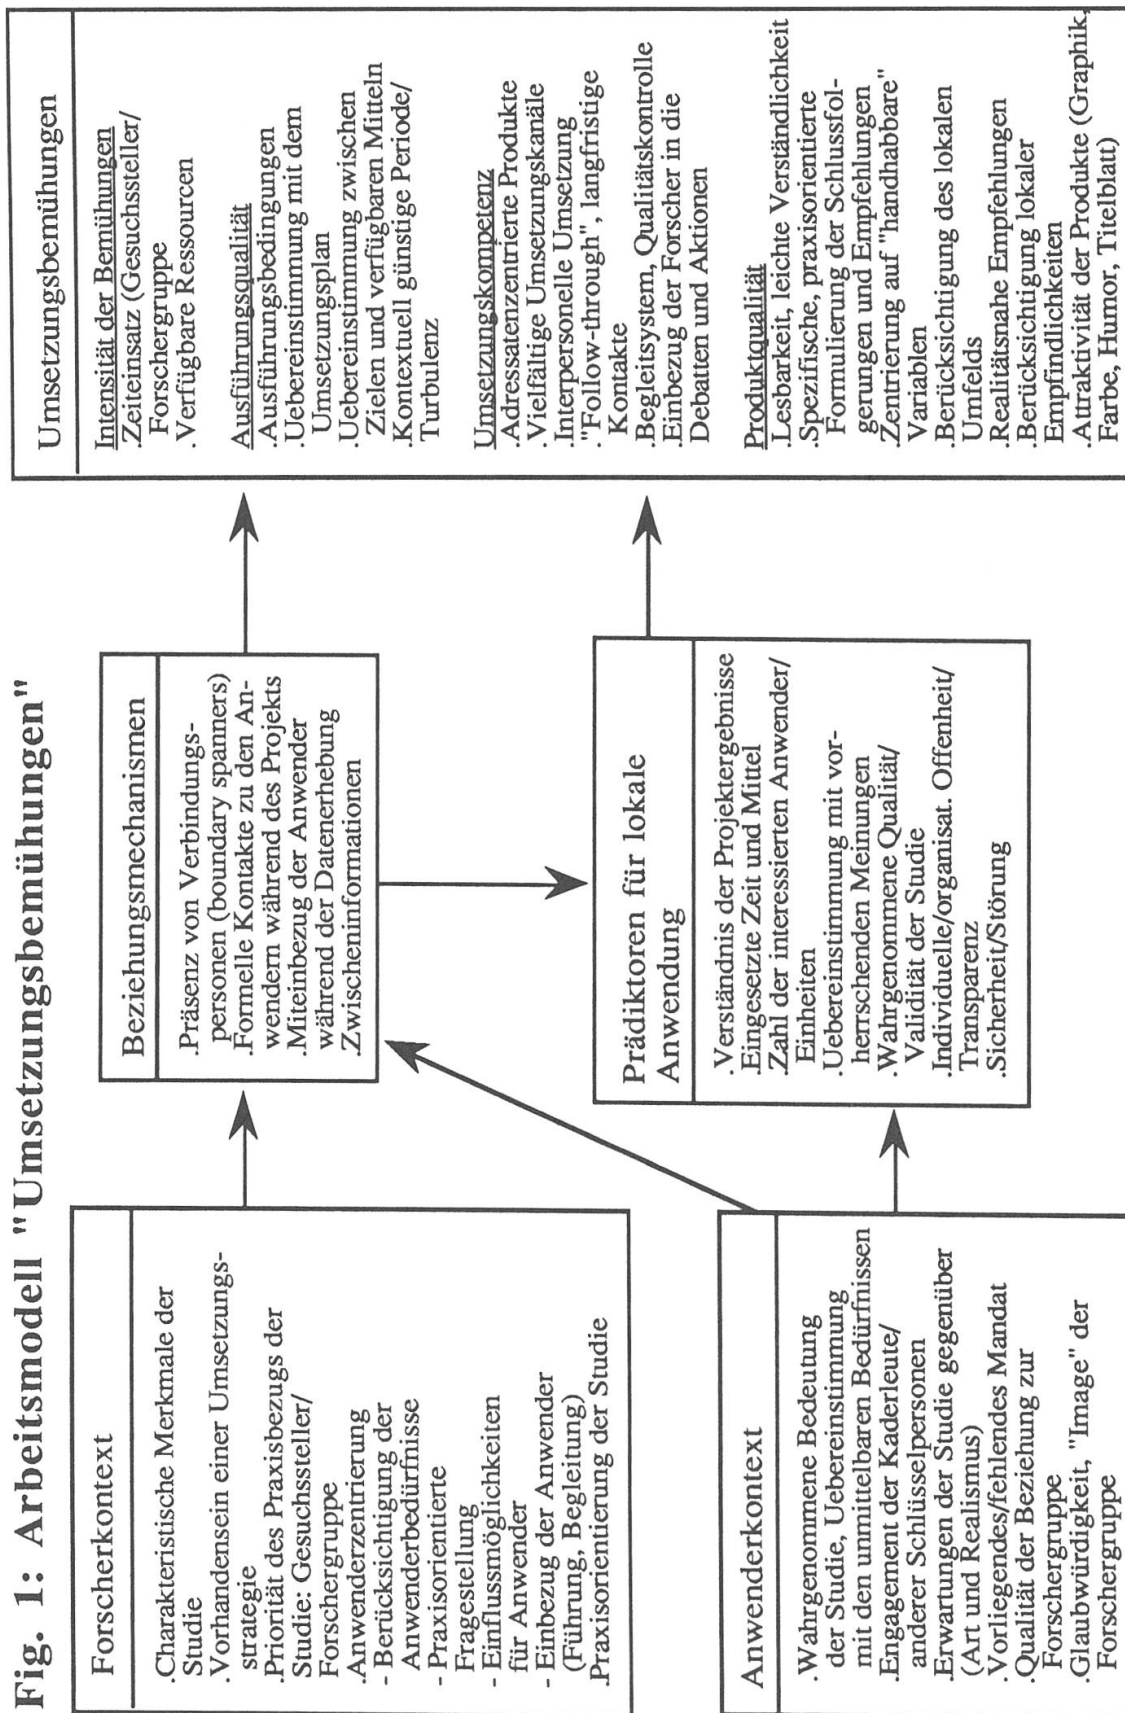 Fig. 1: Arbeitsmodell "Umsetzungsbemühungen"
Forscherkontext
.Charakteristische Merkmale der
Studie
.Vorhandensein einer Umsetzungs-
strategie
.Priorität des Praxisbezugs der
Studie: Gesuchssteller/
Forschergruppe
.Anwenderzentrierung
- Berücksichtigung der
Anwenderbedürfnisse
- Praxisorientierte
Fragestellung
- Einflussmöglichkeiten
für Anwender
- Einbezug der Anwender
(Führung, Begleitung)
.Praxisorientierung der Studie
Anwenderkontext
. Wahrgenommene Bedeutung
der Studie, Uebereinstimmung
mit den unmittelbaren Bedürfnissen
.Engagement der Kaderleute/
anderer Schlüsselpersonen
.Erwartungen der Studie gegenüber
(Art und Realismus)
.Vorliegendes/fehlendes Mandat
.Qualität der Beziehung zur
Forschergruppe
.Glaubwürdigkeit, "Image" der
Forschergruppe
Beziehungsmechanismen
.Präsenz von Verbindungs-
personen (boundary spanners)
.Formelle Kontakte zu den An-
wendern während des Projekts
.Miteinbezug der Anwender
während der Datenerhebung
.Zwischeninformationen
Prädiktoren für lokale
Anwendung
. Verständnis der Projektergebnisse
.Eingesetzte Zeit und Mittel
Zahl der interessierten Anwender/
Einheiten
.Uebereinstimmung mit vor-
herrschenden Meinungen
.Wahrgenommene Qualität/
Validität der Studie
.Individuelle/organisat. Offenheit/
Transparenz
.Sicherheit/Störung
Umsetzungsbemühungen
Intensität der Bemühungen
.Zeiteinsatz (Gesuchssteller/
Forschergruppe
.Verfügbare Ressourcen
Ausführungsqualität
.Ausführungsbedingungen
.Uebereinstimmung mit dem
Umsetzungsplan
.Uebereinstimmung zwischen
Zielen und verfügbaren Mitteln
.Kontextuell günstige Periode/
Turbulenz
Umsetzungskompetenz
.Adressatenzentrierte Produkte
.Vielfältige Umsetzungskanäle
.Interpersonelle Umsetzung
."Follow-through", langfristige
Kontakte
.Begleitsystem, Qualitätskontrolle
.Einbezug der Forscher in die
Debatten und Aktionen
Produktqualität
.Lesbarkeit, leichte Verständlichkeit
.Spezifische, praxisorientierte
Formulierung der Schlussfol-
gerungen und Empfehlungen
.Zentrierung auf "handhabbare"
Variablen
.Berücksichtigung des lokalen
Umfelds
.Realitätsnahe Empfehlungen
.Berücksichtigung lokaler
Empfindlichkeiten
.Attraktivität der Produkte (Graphik,
Farbe, Humor, Titelblatt)